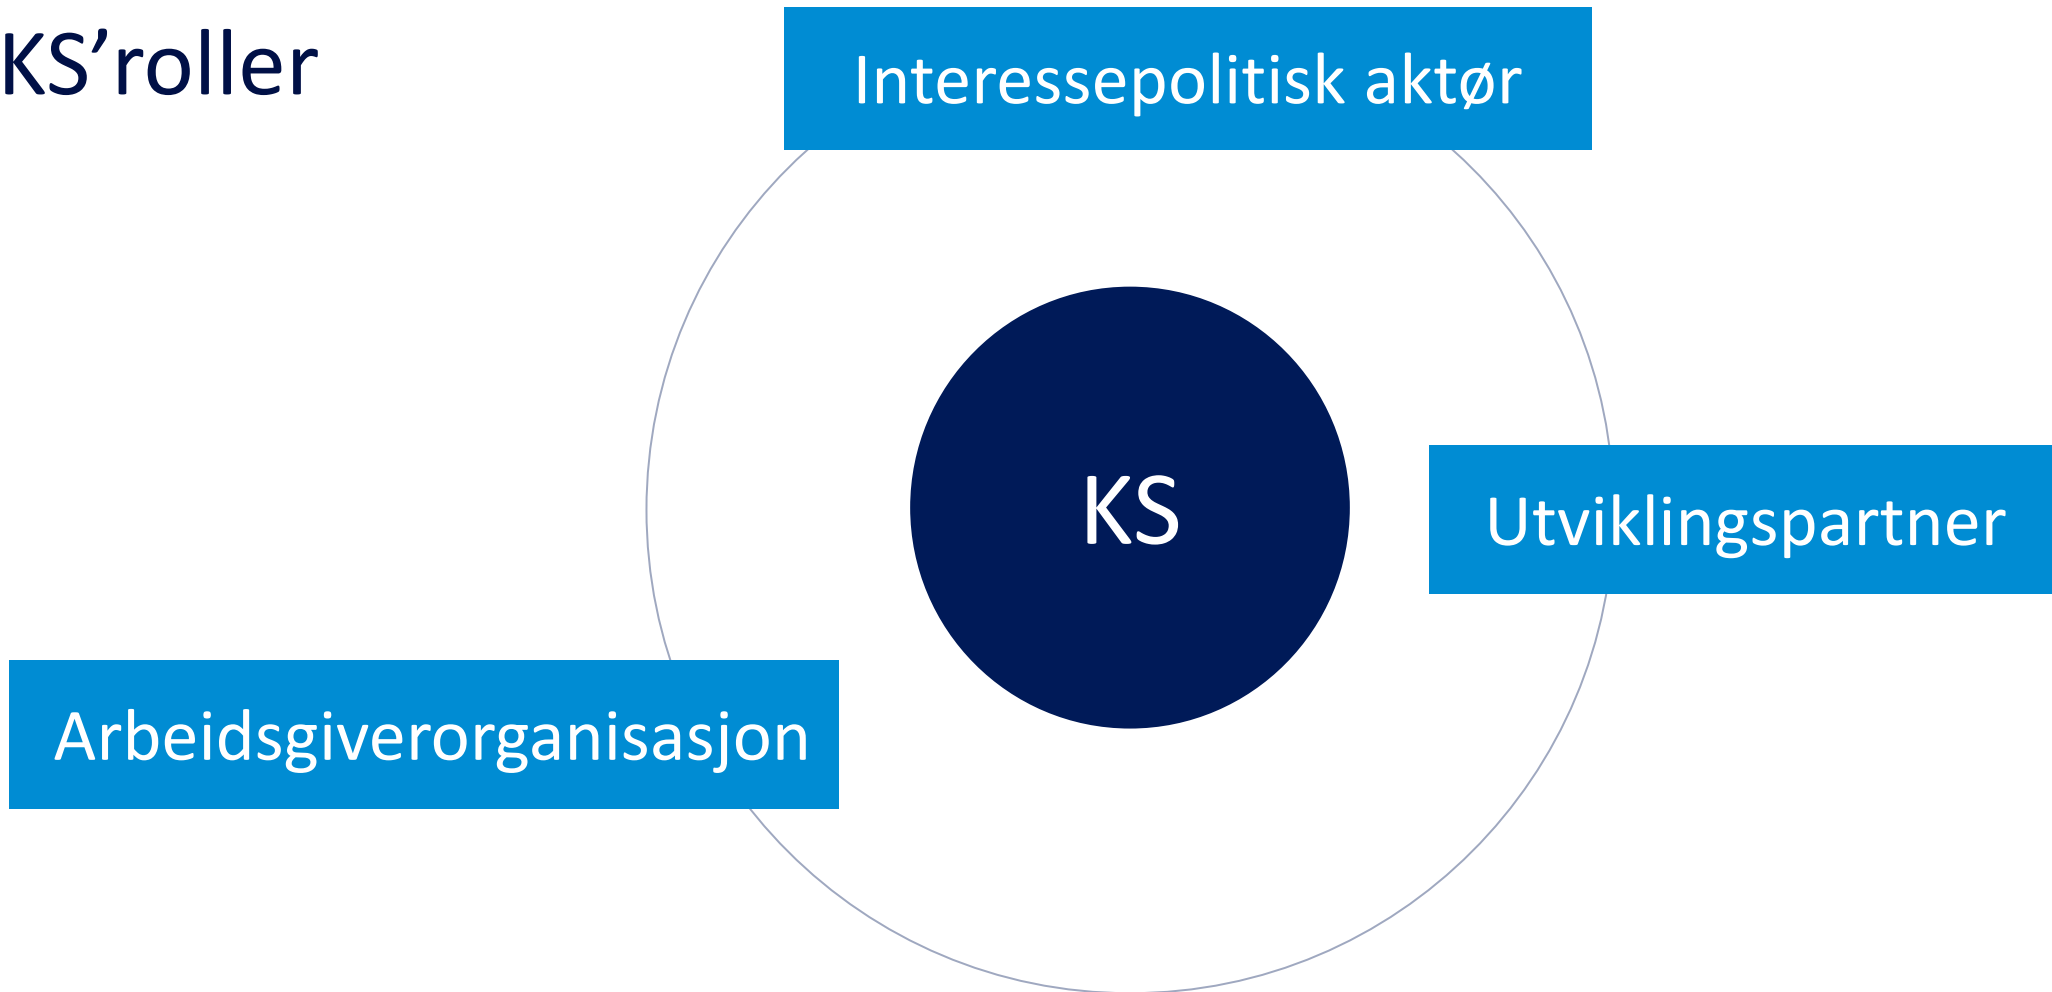 KS’roller
Interessepolitisk aktør
KS
Utviklingspartner
Arbeidsgiverorganisasjon